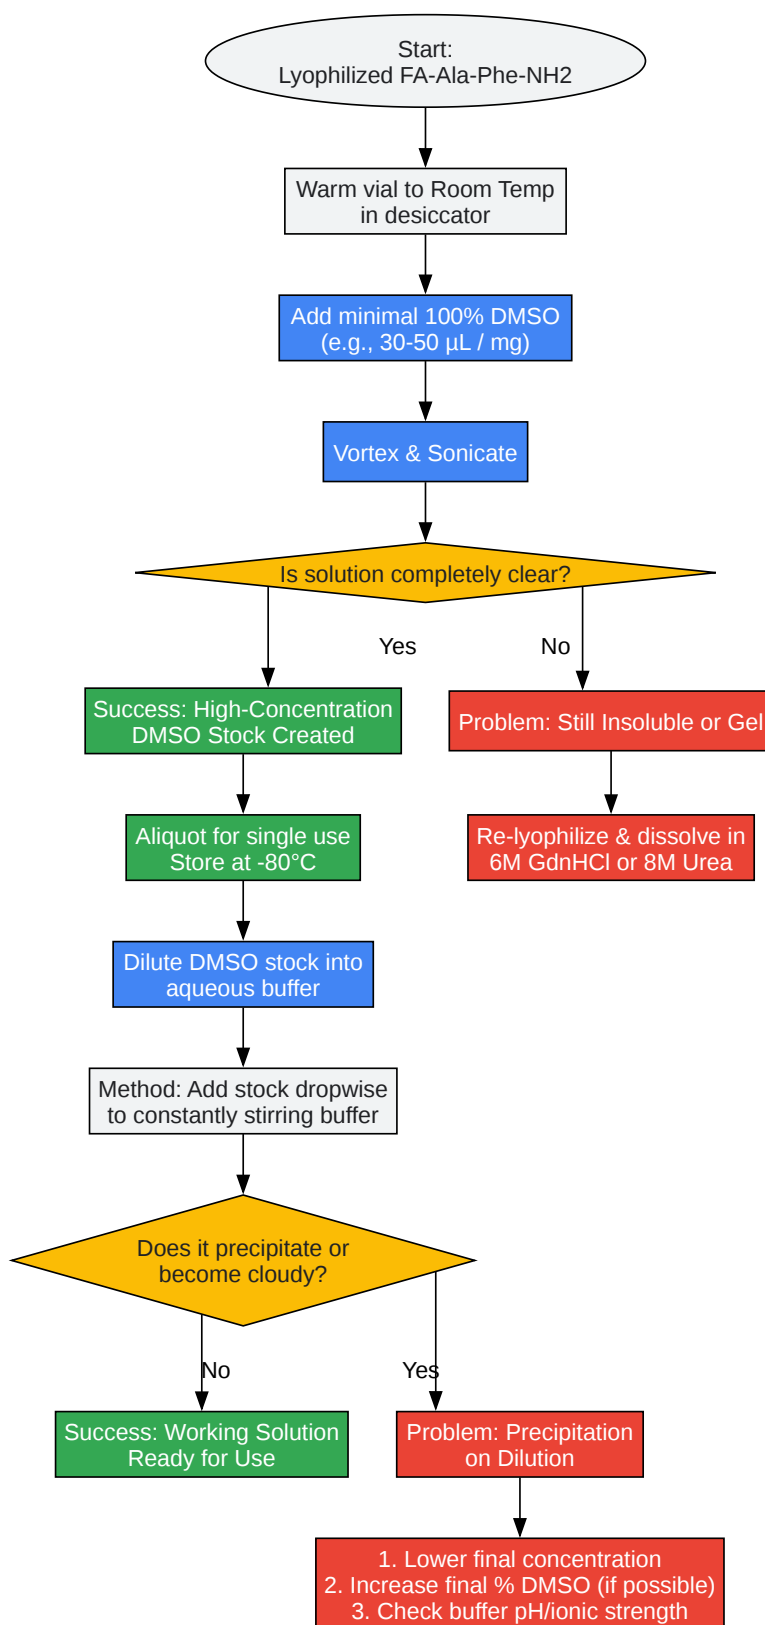 Start:
Lyophilized FA-Ala-Phe-NH2
Warm vial to Room Temp
in desiccator
Add minimal 100% DMSO
(e.g., 30-50 µL / mg)
Vortex & Sonicate
Is solution completely clear?
Yes
No
Success: High-Concentration
DMSO Stock Created
Problem: Still Insoluble or Gel
Aliquot for single use
Store at -80°C
Re-lyophilize & dissolve in
6M GdnHCl or 8M Urea
Dilute DMSO stock into
aqueous buffer
Method: Add stock dropwise
to constantly stirring buffer
Does it precipitate or
become cloudy?
No
Yes
Success: Working Solution
Ready for Use
Problem: Precipitation
on Dilution
1. Lower final concentration
2. Increase final % DMSO (if possible)
3. Check buffer pH/ionic strength